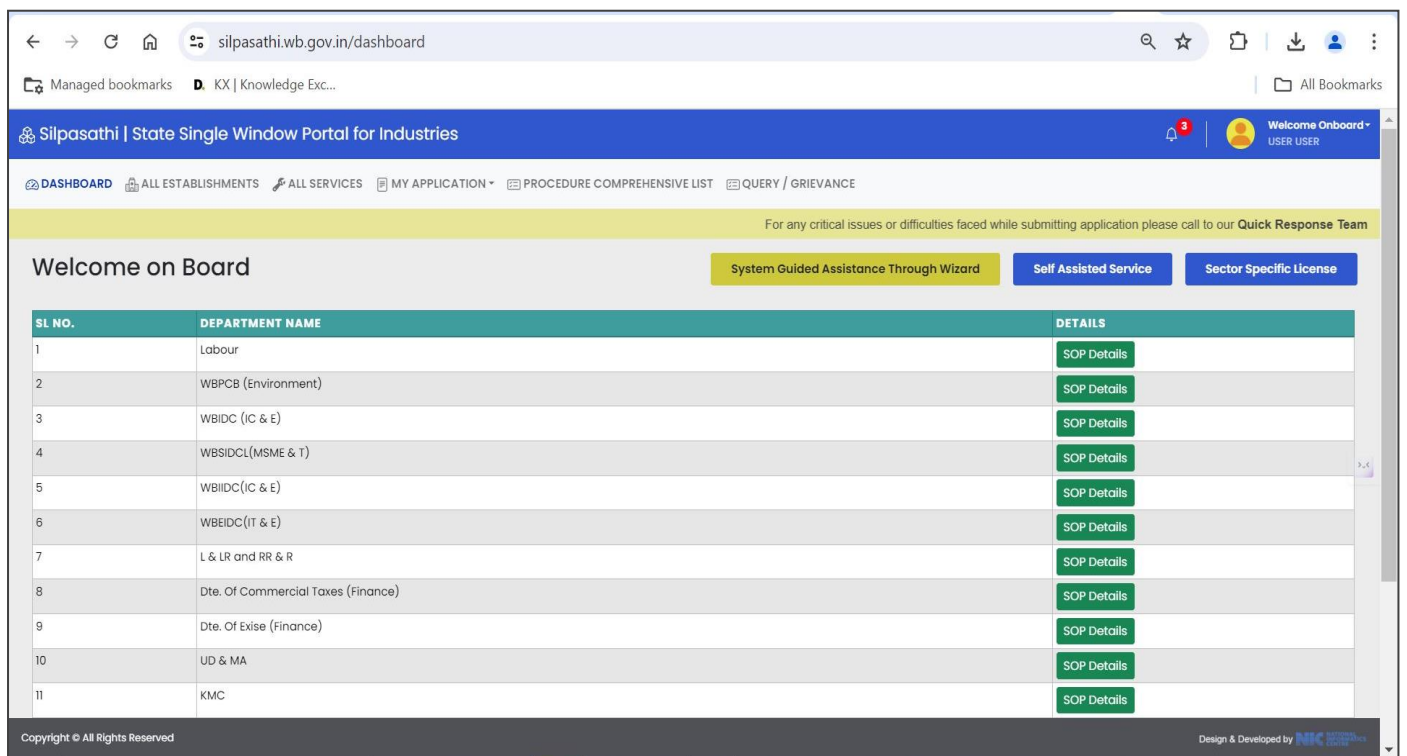 silpasathi.wb.gov.in/dashboard
Managed bookmarks D. KX | Knowledge Exc... All Bookmarks
Silpasathi | State Single Window Portal for Industries 3 Welcome Onboard
USER USER
DASHBOARD ALL ESTABLISHMENTS ALL SERVICES MY APPLICATION PROCEDURE COMPREHENSIVE LIST QUERY / GRIEVANCE
For any critical issues or difficulties faced while submitting application please call to our Quick Response Team
Welcome on Board System Guided Assistance Through Wizard Self Assisted Service Sector Specific License
SL NO. DEPARTMENT NAME DETAILS
1 Labour SOP Details
2 WBPCB (Environment) SOP Details
3 WBIDC (IC & E) SOP Details
4 WBSIDCL(MSME & T) SOP Details
5 WBIIDC(IC & E) SOP Details
6 WBEIDC(IT & E) SOP Details
7 L & LR and RR & R SOP Details
8 Dte. Of Commercial Taxes (Finance) SOP Details
9 Dte. Of Exise (Finance) SOP Details
10 UD & MA SOP Details
11 KMC SOP Details
Copyright © All Rights Reserved Design & Developed by NIC NATIONAL INFORMATICS CENTRE